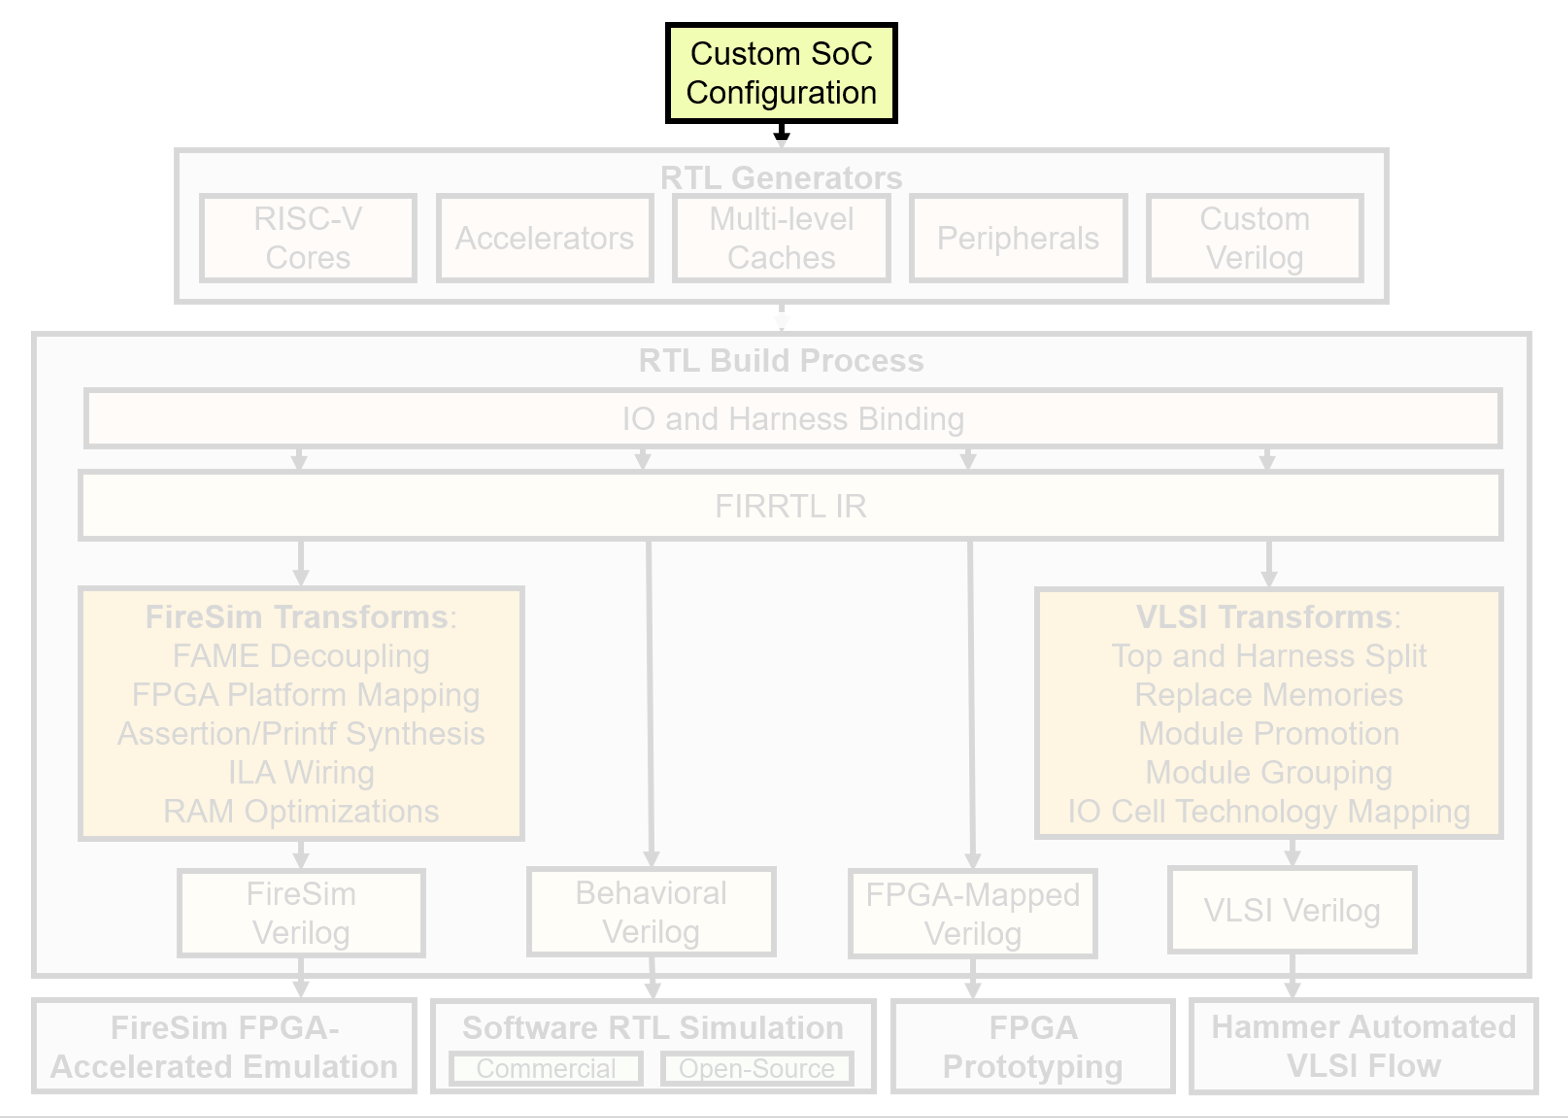 Custom SoC
Configuration
RTL Generators
RISC-V
Cores
Accelerators
Multi-level
Caches
Peripherals
Custom
Verilog
RTL Build Process
IO and Harness Binding
FIRRTL IR
FireSim Transforms:
FAME Decoupling
FPGA Platform Mapping
Assertion/Printf Synthesis
ILA Wiring
RAM Optimizations
VLSI Transforms:
Top and Harness Split
Replace Memories
Module Promotion
Module Grouping
IO Cell Technology Mapping
FireSim
Verilog
Behavioral
Verilog
FPGA-Mapped
Verilog
VLSI Verilog
FireSim FPGA-
Accelerated Emulation
Software RTL Simulation
Commercial
Open-Source
FPGA
Prototyping
Hammer Automated
VLSI Flow